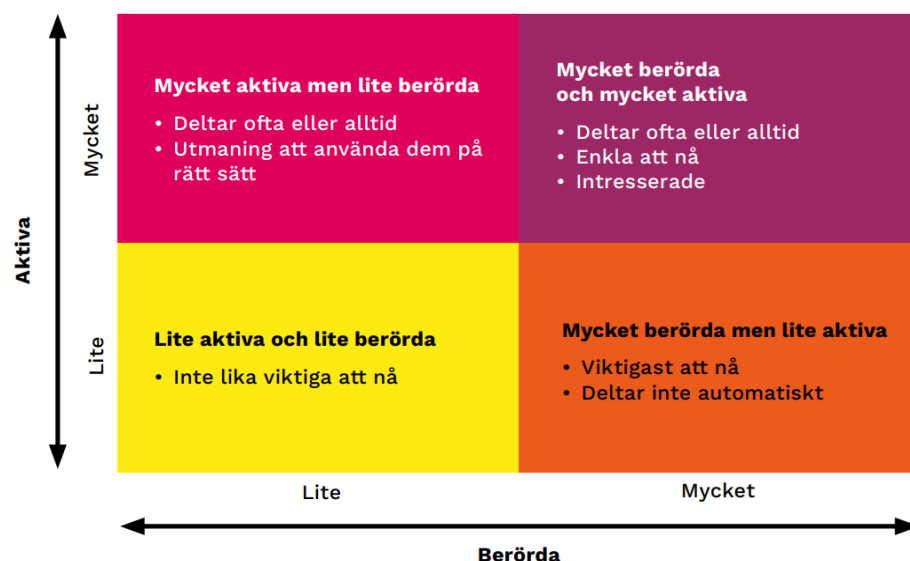 Aktiva
Mycket
Lite
Mycket aktiva men lite berörda
• Deltar ofta eller alltid
• Utmaning att använda dem på
rätt sätt
Mycket berörda
och mycket aktiva
• Deltar ofta eller alltid
• Enkla att nå
• Intresserade
Lite aktiva och lite berörda
• Inte lika viktiga att nå
Mycket berörda men lite aktiva
• Viktigast att nå
• Deltar inte automatiskt
Lite
Mycket
Berörda